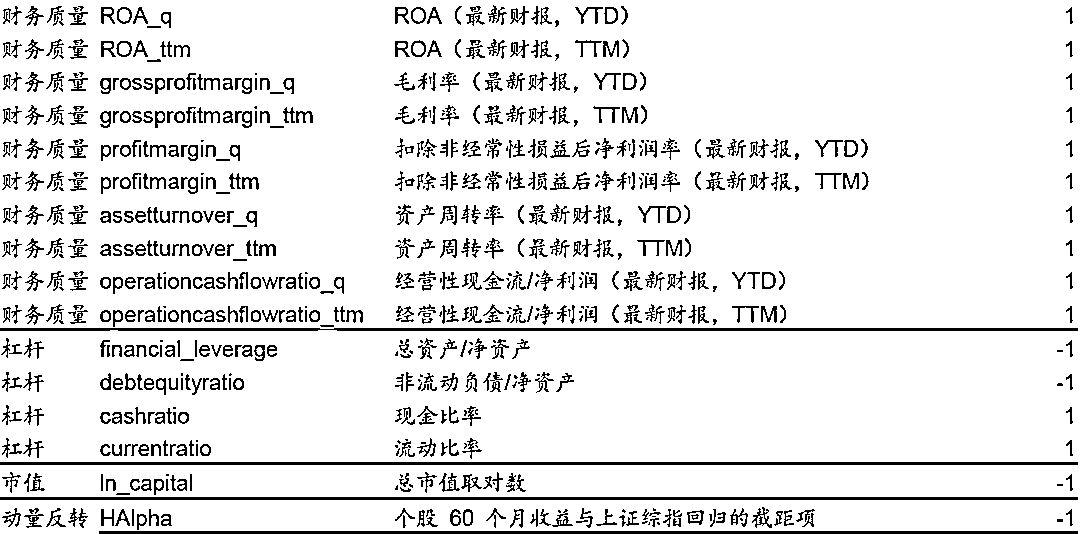 财务质量 ROA_q ROA（最新财报，YTD） 1
财务质量 ROA_ttm ROA（最新财报，TTM） 1
财务质量 grossprofitmargin_q 毛利率（最新财报，YTD） 1
财务质量 grossprofitmargin_ttm 毛利率（最新财报，TTM） 1
财务质量 profitmargin_q 扣除非经常性损益后净利润率（最新财报，YTD） 1
财务质量 profitmargin_ttm 扣除非经常性损益后净利润率（最新财报，TTM） 1
财务质量 assetturnover_q 资产周转率（最新财报，YTD） 1
财务质量 assetturnover_ttm 资产周转率（最新财报，TTM） 1
财务质量 operationcashflowratio_q 经营性现金流/净利润（最新财报，YTD） 1
财务质量 operationcashflowratio_ttm 经营性现金流/净利润（最新财报，TTM） 1
杠杆 financial_leverage 总资产/净资产 -1
杠杆 debtequityratio 非流动负债/净资产 -1
杠杆 cashratio 现金比率 1
杠杆 currentratio 流动比率 1
市值 ln_capital 总市值取对数 -1
动量反转 HAlpha 个股 60 个月收益与上证综指回归的截距项 -1